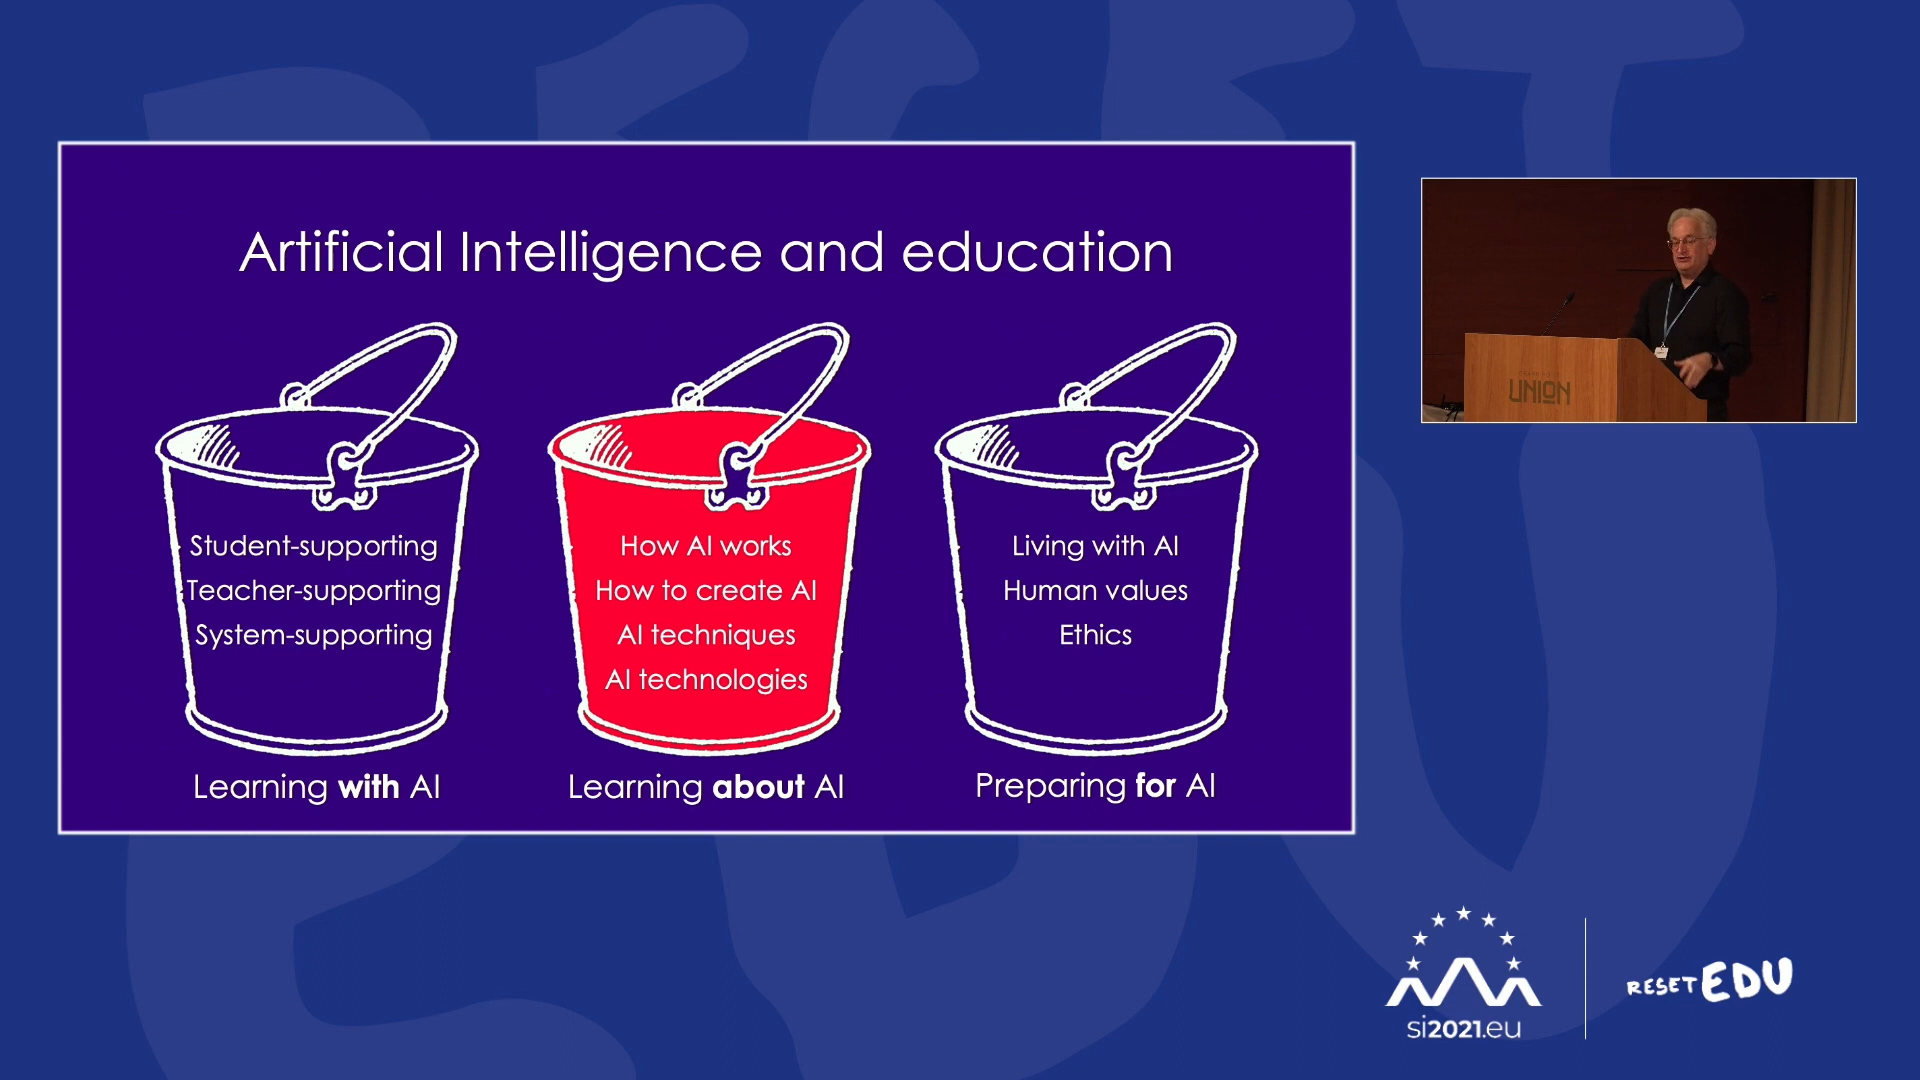 Artificial Intelligence and education
Student-supporting
Teacher-supporting
System-supporting
Learning with AI
How AI works
How to create AI
AI techniques
AI technologies
Learning about AI
Living with AI
Human values
Ethics
Preparing for AI
UNION
si2021.eu
RESET EDU